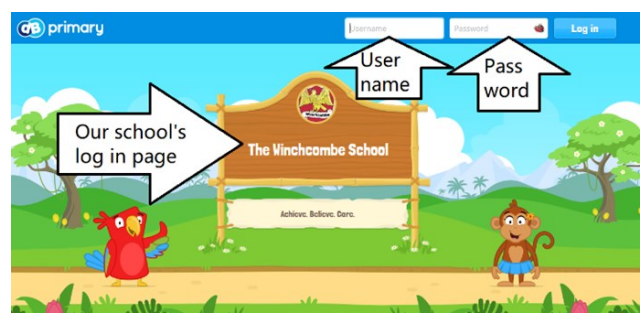 DB primary
Username
Password
Log in
User
name
Pass
word
Our school's
log in page
The Winchcombe School
Achieve. Believe. Care.